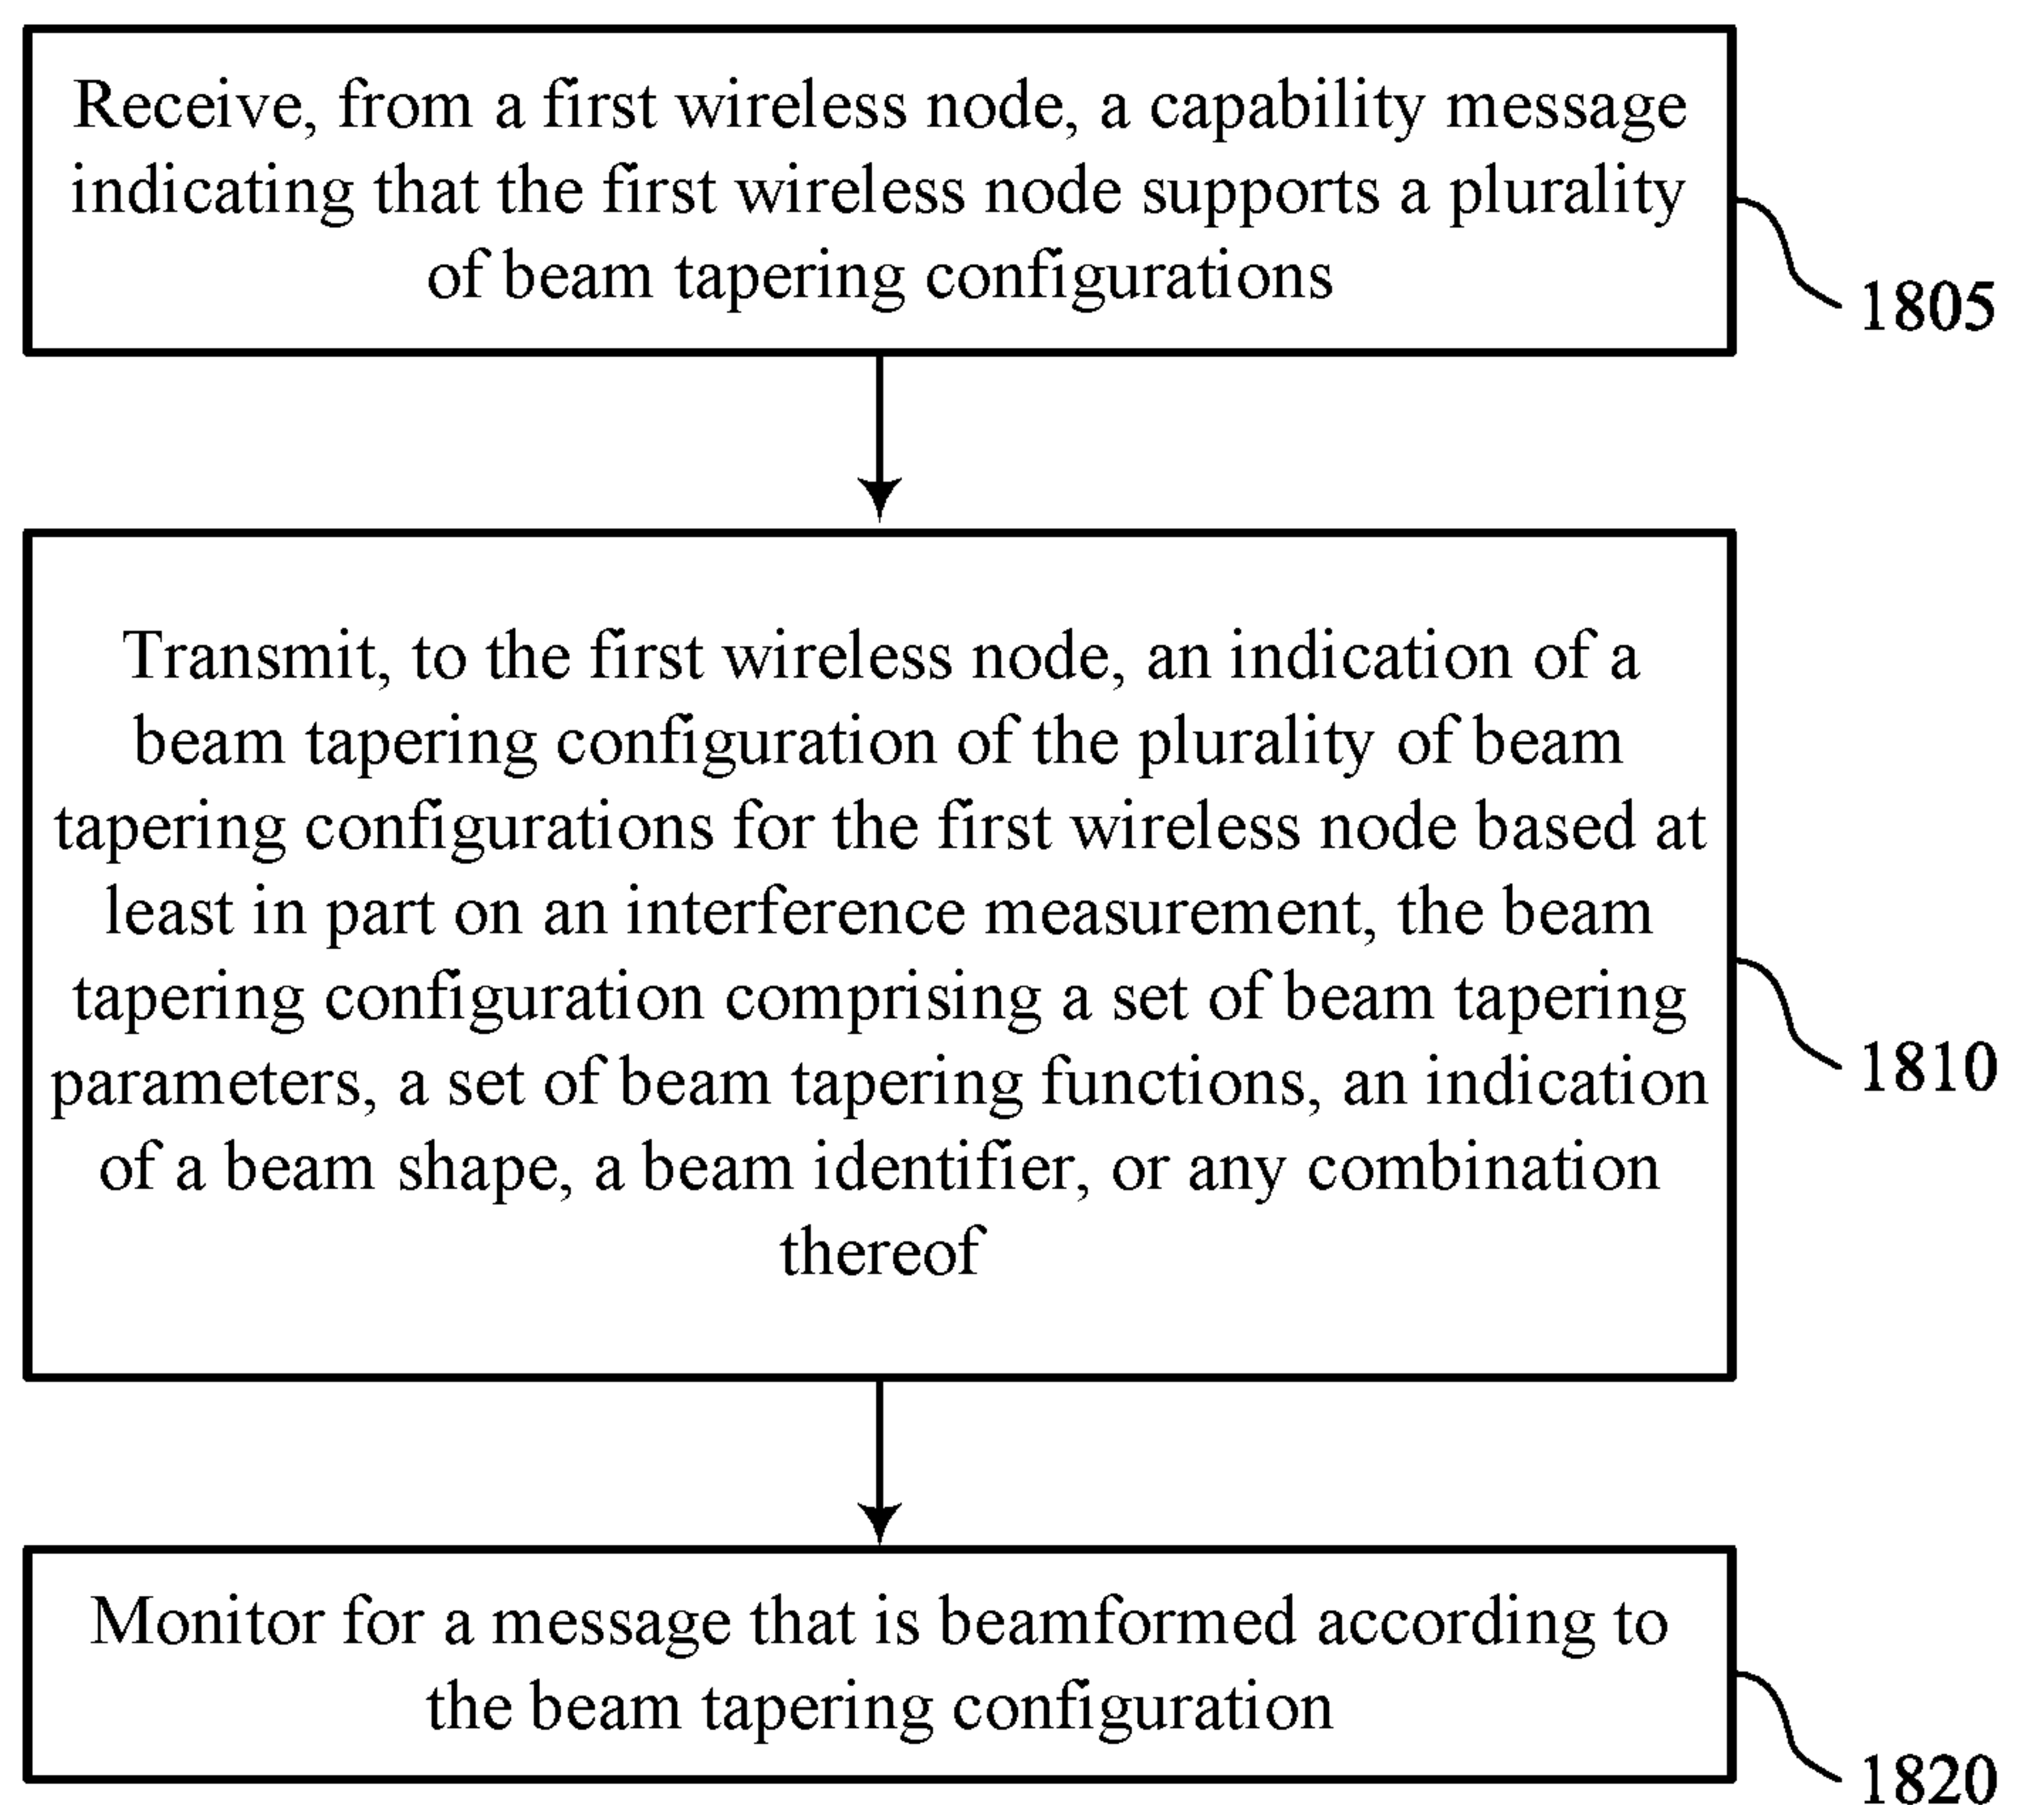 Receive, from a first wireless node, a capability message
indicating that the first wireless node supports a plurality
of beam tapering configurations
1805
Transmit, to the first wireless node, an indication of a
beam tapering configuration of the plurality of beam
tapering configurations for the first wireless node based at
least in part on an interference measurement, the beam
tapering configuration comprising a set of beam tapering
parameters, a set of beam tapering functions, an indication
of a beam shape, a beam identifier, or any combination
thereof
1810
Monitor for a message that is beamformed according to
the beam tapering configuration
1820